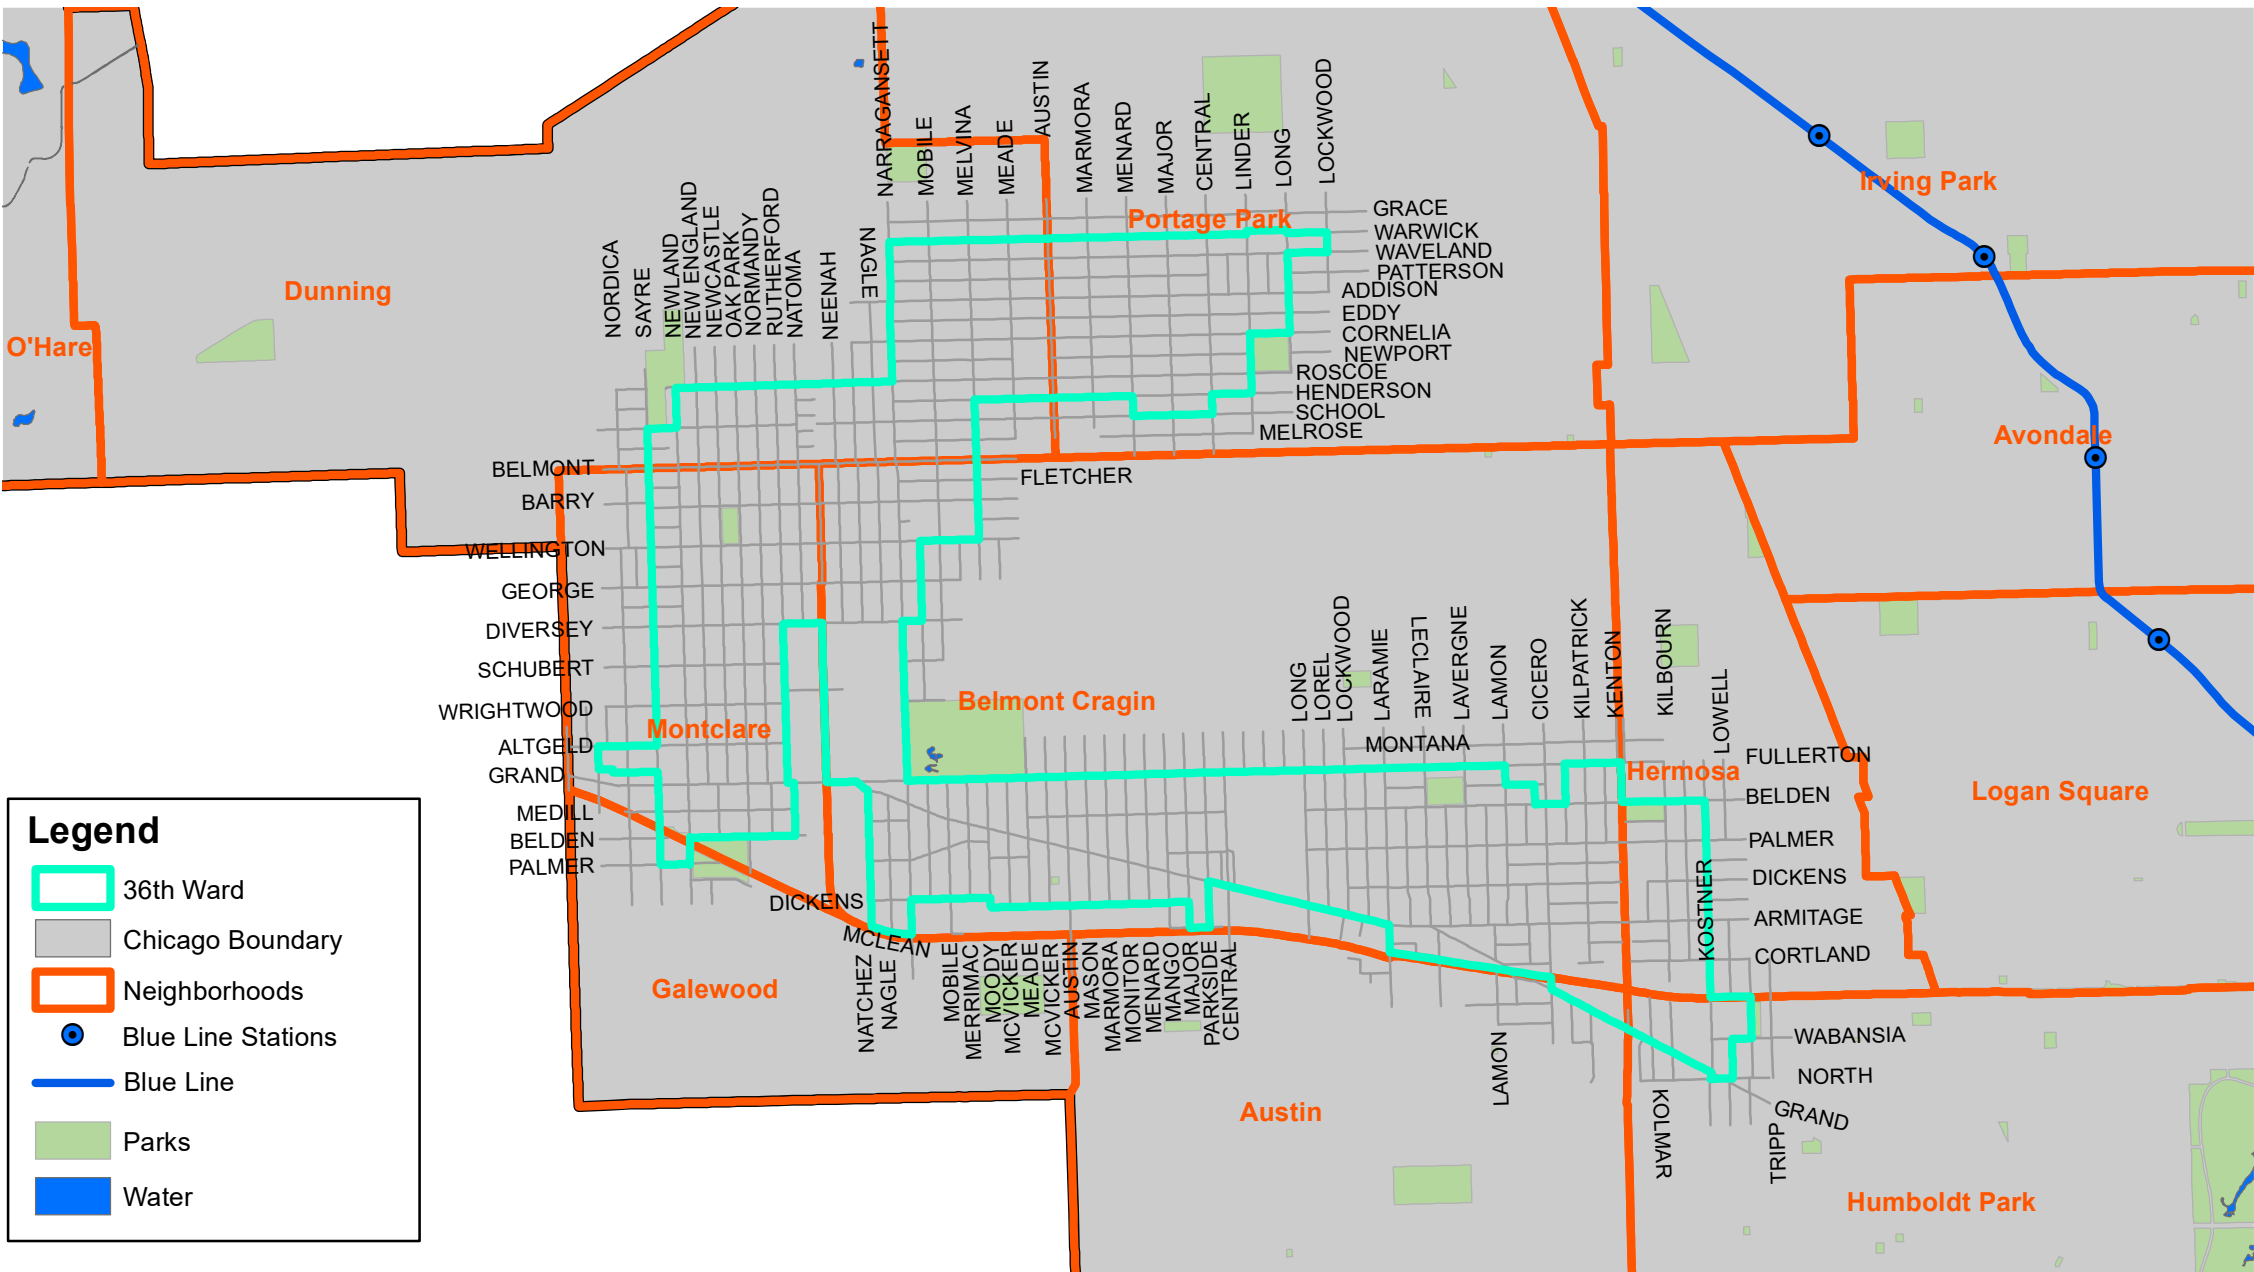 NARRAGANSETT
MOBILE
MELVINA
MEADE
AUSTIN
MARMORA
MENARD
MAJOR
CENTRAL
LINDER
LONG
LOCKWOOD
Irving Park
Portage Park
GRACE
WARWICK
WAVELAND
PATTERSON
ADDISON
EDDY
CORNELIA
NEWPORT
ROSCOE
HENDERSON
SCHOOL
MELROSE
NORDICA
SAYRE
NEWLAND
NEW ENGLAND
NEWCASTLE
OAK PARK
NORMANDY
RUTHERFORD
NATOMA
NEENAH
NAGLE
Dunning
O'Hare
Avondale
BELMONT
FLETCHER
BARRY
WELLINGTON
GEORGE
DIVERSEY
SCHUBERT
WRIGHTWOOD
ALTGELD
GRAND
MEDILL
BELDEN
PALMER
Montclare
Belmont Cragin
LONG
LOREL
LOCKWOOD
LARAMIE
LECLAIRE
LAVERGNE
LAMON
CICERO
KILPATRICK
KENTON
KILBOURN
LOWELL
MONTANA
Hermosa
FULLERTON
BELDEN
PALMER
DICKENS
ARMITAGE
CORTLAND
KOSTNER
Logan Square
DICKENS
MCLEAN
Galewood
NATCHEZ
NAGLE
MOBILE
MERRIMAC
MOODY
MCVICKER
MEADE
MCVICKER
AUSTIN
MASON
MARMORA
MONITOR
MENARD
MANGO
MAJOR
PARKSIDE
CENTRAL
LAMON
WABANSIA
NORTH
GRAND
KOLMAR
TRIPP
Austin
Humboldt Park
Legend
36th Ward
Chicago Boundary
Neighborhoods
Blue Line Stations
Blue Line
Parks
Water